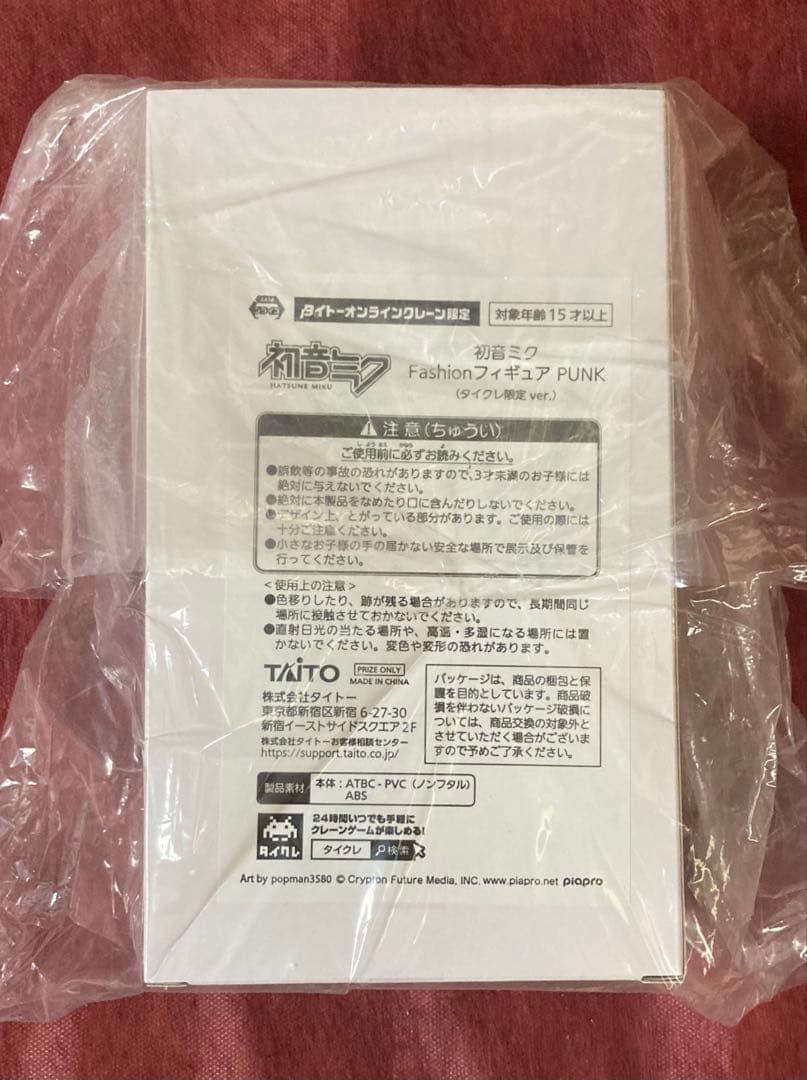 タイトーオンラインクレーン限定
対象年齢15才以上
初音ミク
HATSUNE MIKU
初音ミク
Fashionフィギュア PUNK
(タイクレ限定 ver.)
注意(ちゅうい)
ご使用前に必ずお読みください。
●誤飲等の事故の恐れがありますので、3才未満のお子様には
絶対に与えないでください。
●絶対に本製品をなめたり口に含んだりしないでください。
●デザイン上、とがっている部分があります。ご使用の際には
十分ご注意ください。
●小さなお子様の手の届かない安全な場所で展示及び保管を
行ってください。
<使用上の注意>
●色移りしたり、跡が残る場合がありますので、長期間同じ
場所に接触させておかないでください。
●直射日光の当たる場所や、高温・多湿になる場所には置
かないでください。変色や変形の恐れがあります。
TAITO
PRIZE ONLY
MADE IN CHINA
株式会社タイトー
東京都新宿区新宿 6-27-30
新宿イーストサイドスクエア 2F
株式会社タイトーお客様相談センター
https://support.taito.co.jp/
パッケージは、商品の梱包と保
護を目的としています。商品破
損を伴わないパッケージ破損に
ついては、商品交換の対象外と
させていただく場合がございま
すので予めご了承ください。
製品素材
本体:ATBC-PVC(ノンフタル)
ABS
24時間いつでも手軽に
クレーンゲームが楽しめる!
タイクレ
タイクレ
検索
Art by popman3580 © Crypton Future Media, INC. www.piapro.net piapro